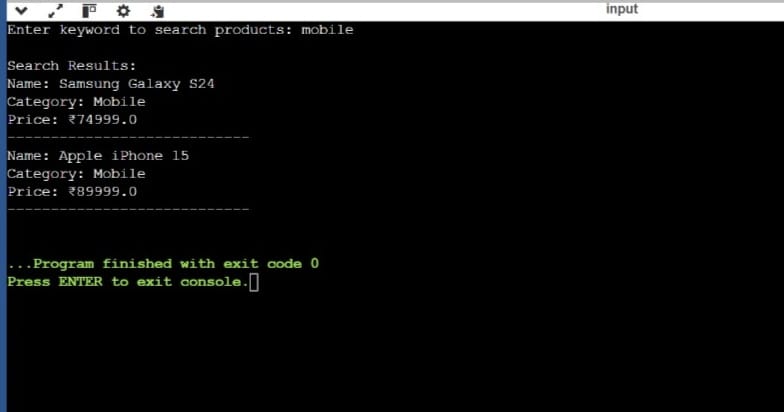 input
Enter keyword to search products: mobile
Search Results:
Name: Samsung Galaxy S24
Category: Mobile
Price: ₹74999.0
----------------------------
Name: Apple iPhone 15
Category: Mobile
Price: ₹89999.0
----------------------------
...Program finished with exit code 0
Press ENTER to exit console.